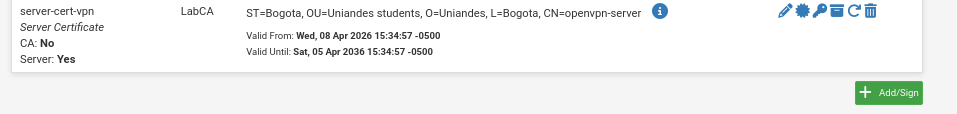 server-cert-vpn
Server Certificate
CA: No
Server: Yes
LabCA
ST=Bogota, OU=Uniandes students, O=Uniandes, L=Bogota, CN=openvpn-server
Valid From: Wed, 08 Apr 2026 15:34:57 -0500
Valid Until: Sat, 05 Apr 2036 15:34:57 -0500
Add/Sign